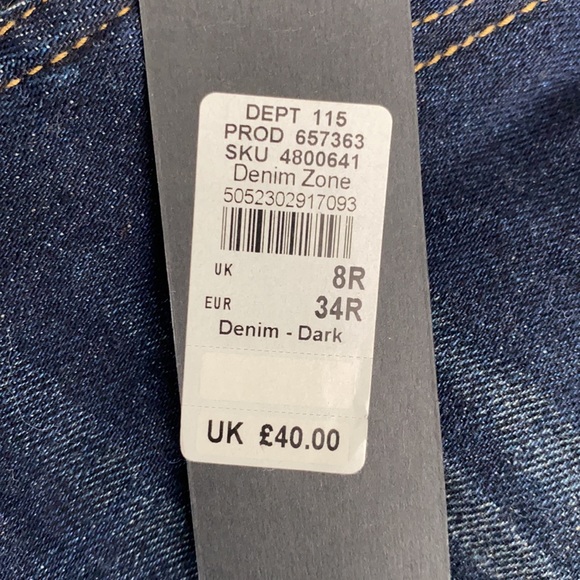 DEPT 115
PROD 657363
SKU 4800641
Denim Zone
5052302917093
UK 8R
EUR 34R
Denim - Dark
UK £40.00